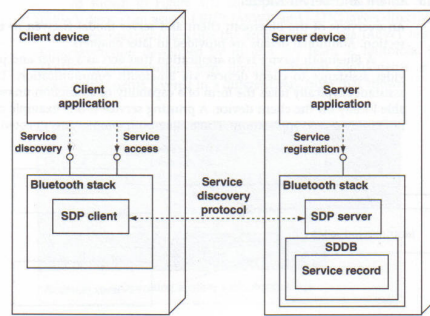 Client device
Server device
Client
application
Server
application
Service
discovery
Service
access
Service
registration
Bluetooth stack
Service
discovery
protocol
Bluetooth stack
SDP client
SDP server
SDDB
Service record